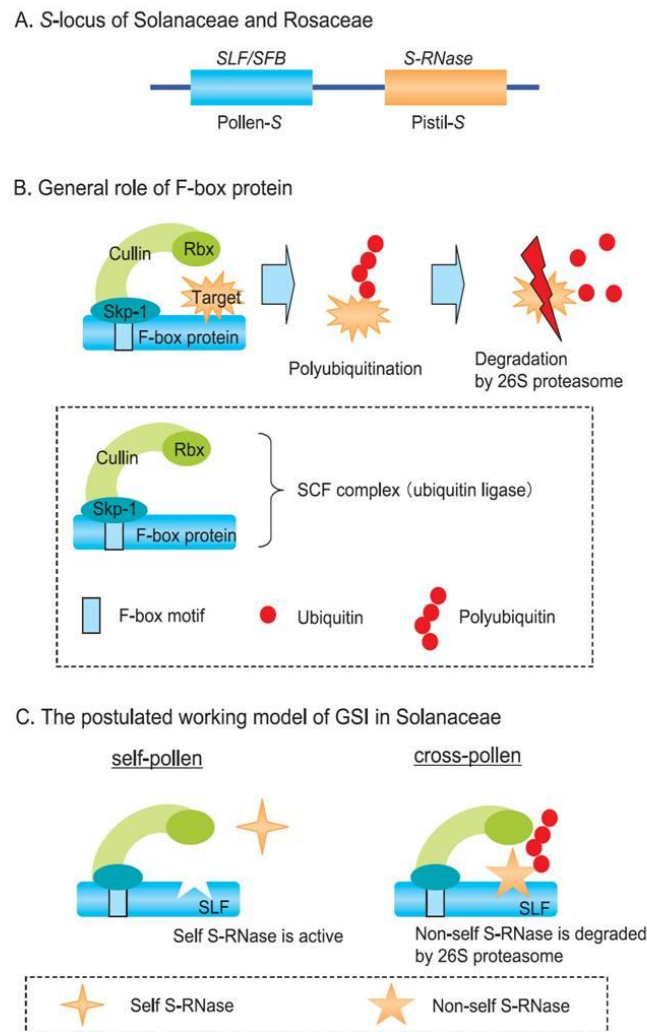 A. S-locus of Solanaceae and Rosaceae
SLF/SFB
S-RNase
Pollen-S
Pistil-S
B. General role of F-box protein
Cullin
Rbx
Target
Skp-1
F-box protein
Polyubiquitination
Degradation
by 26S proteasome
Cullin
Rbx
Skp-1
F-box protein
SCF complex (ubiquitin ligase)
F-box motif
Ubiquitin
Polyubiquitin
C. The postulated working model of GSI in Solanaceae
self-pollen
cross-pollen
SLF
SLF
Self S-RNase is active
Non-self S-RNase is degraded
by 26S proteasome
Self S-RNase
Non-self S-RNase